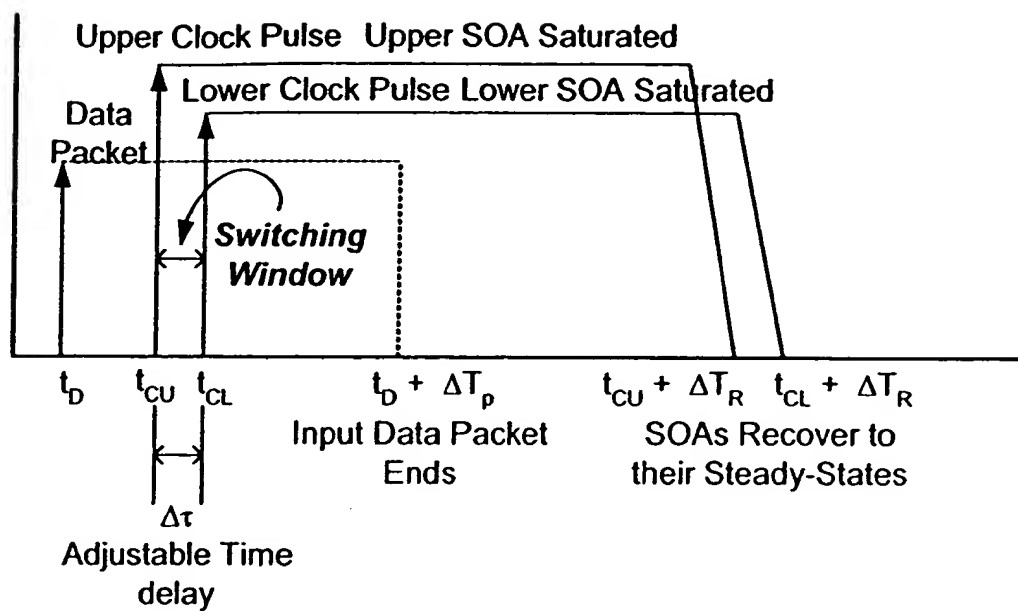 Upper Clock Pulse Upper SOA Saturated
Lower Clock Pulse Lower SOA Saturated
Data
Packet
Switching
Window
t_D t_CU t_CL t_D + ΔT_p t_CU + ΔT_R t_CL + ΔT_R
Input Data Packet
Ends
SOAs Recover to
their Steady-States
Δτ
Adjustable Time
delay